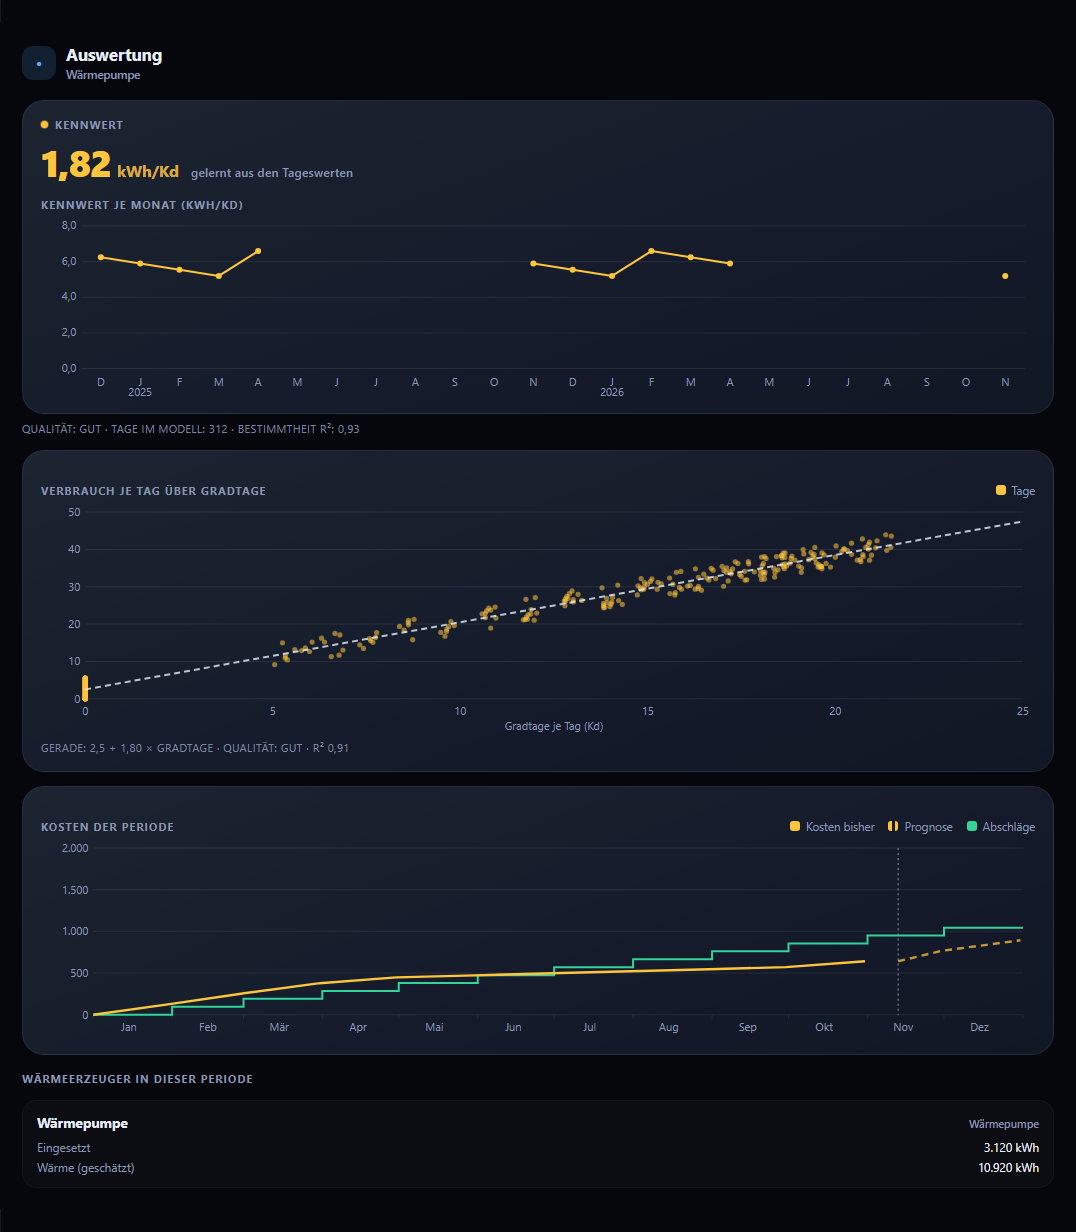 Auswertung
Wärmepumpe
KENNWERT
1,82 kWh/Kd gelernt aus den Tageswerten
KENNWERT JE MONAT (KWH/KD)
8,0
6,0
4,0
2,0
0,0
D J F M A M J J A S O N D J F M A M J J A S O N
2025 2026
QUALITÄT: GUT · TAGE IM MODELL: 312 · BESTIMMTHEIT R²: 0,93
VERBRAUCH JE TAG ÜBER GRADTAGE
Tage
50
40
30
20
10
0
0 5 10 15 20 25
Gradtage je Tag (Kd)
GERADE: 2,5 + 1,80 × GRADTAGE · QUALITÄT: GUT · R² 0,91
KOSTEN DER PERIODE
Kosten bisher Prognose Abschläge
2.000
1.500
1.000
500
0
Jan Feb Mär Apr Mai Jun Jul Aug Sep Okt Nov Dez
WÄRMEERZEUGER IN DIESER PERIODE
Wärmepumpe Wärmepumpe
Eingesetzt 3.120 kWh
Wärme (geschätzt) 10.920 kWh